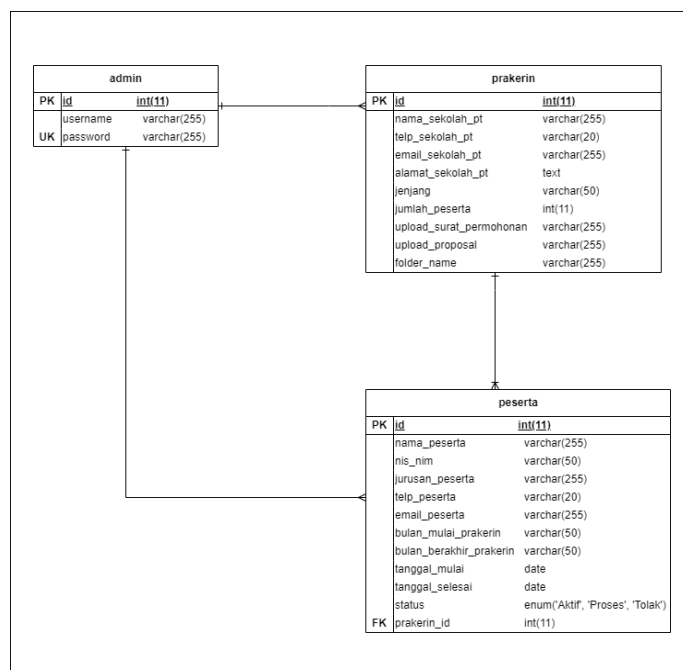 admin
PK id int(11)
username varchar(255)
UK password varchar(255)
prakerin
PK id int(11)
nama_sekolah_pt varchar(255)
telp_sekolah_pt varchar(20)
email_sekolah_pt varchar(255)
alamat_sekolah_pt text
jenjang varchar(50)
jumlah_peserta int(11)
upload_surat_permohonan varchar(255)
upload_proposal varchar(255)
folder_name varchar(255)
peserta
PK id int(11)
nama_peserta varchar(255)
nis_nim varchar(50)
jurusan_peserta varchar(255)
telp_peserta varchar(20)
email_peserta varchar(255)
bulan_mulai_prakerin varchar(50)
bulan_berakhir_prakerin varchar(50)
tanggal_mulai date
tanggal_selesai date
status enum('Aktif', 'Proses', 'Tolak')
FK prakerin_id int(11)